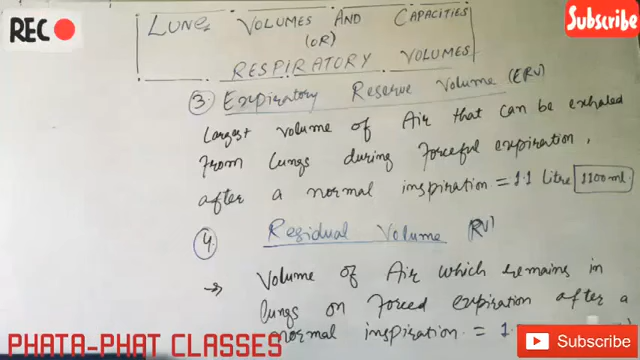 REC
Subscribe
LUNG VOLUMES AND CAPACITIES
(OR)
RESPIRATORY VOLUMES
3. Expiratory Reserve Volume (ERV)
Largest volume of Air that can be exhaled
from lungs during forceful expiration,
after a normal inspiration = 1.1 Litre 1100ml.
4. Residual Volume (RV)
→ Volume of Air which remains in
lungs on Forced expiration after a
normal inspiration = 1.
PHATA-PHAT CLASSES
Subscribe